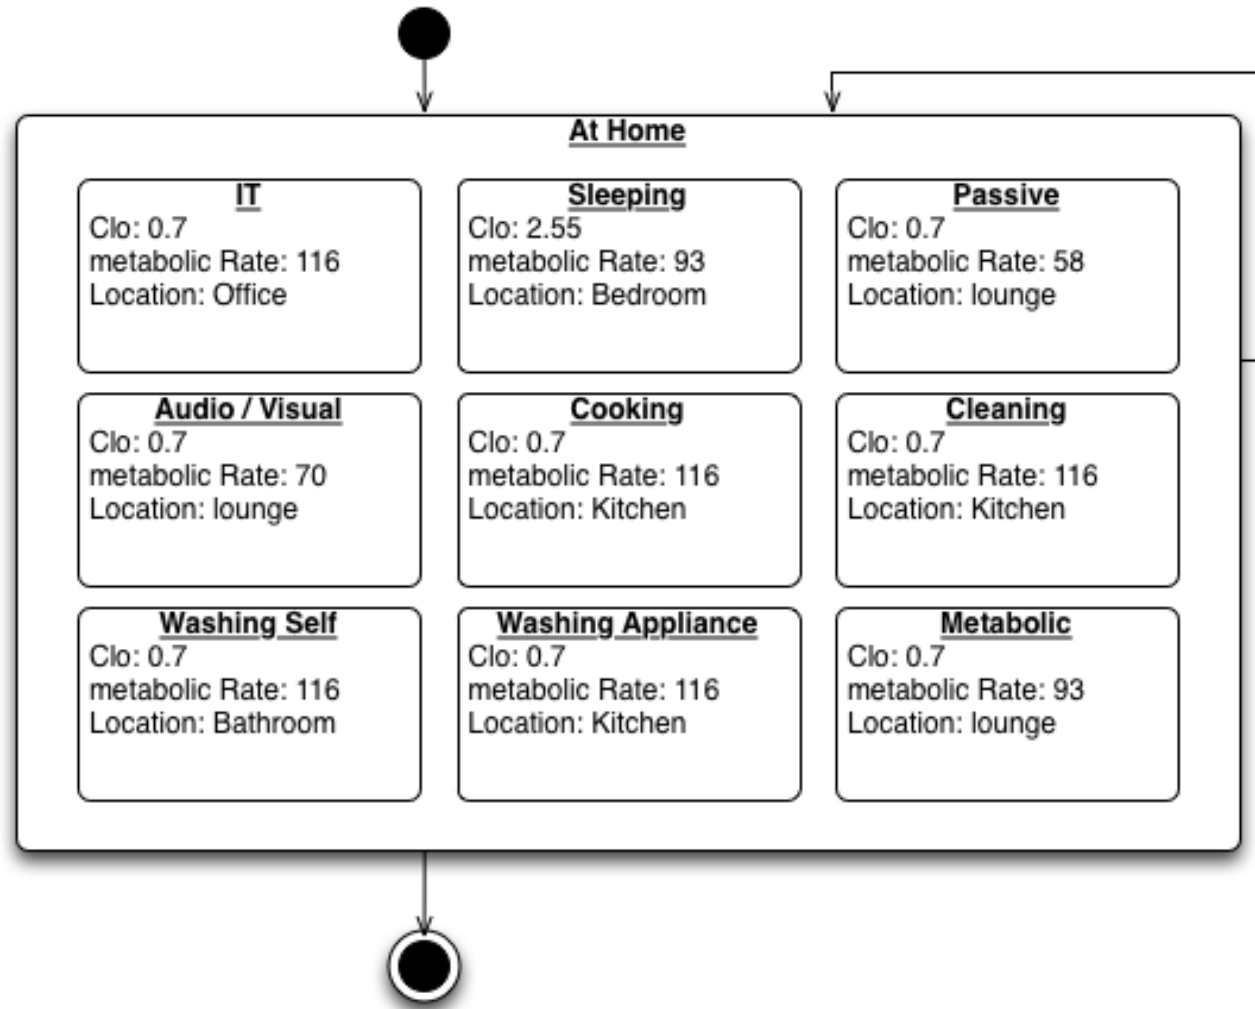 At Home
IT
Clo: 0.7
metabolic Rate: 116
Location: Office
Sleeping
Clo: 2.55
metabolic Rate: 93
Location: Bedroom
Passive
Clo: 0.7
metabolic Rate: 58
Location: lounge
Audio / Visual
Clo: 0.7
metabolic Rate: 70
Location: lounge
Cooking
Clo: 0.7
metabolic Rate: 116
Location: Kitchen
Cleaning
Clo: 0.7
metabolic Rate: 116
Location: Kitchen
Washing Self
Clo: 0.7
metabolic Rate: 116
Location: Bathroom
Washing Appliance
Clo: 0.7
metabolic Rate: 116
Location: Kitchen
Metabolic
Clo: 0.7
metabolic Rate: 93
Location: lounge